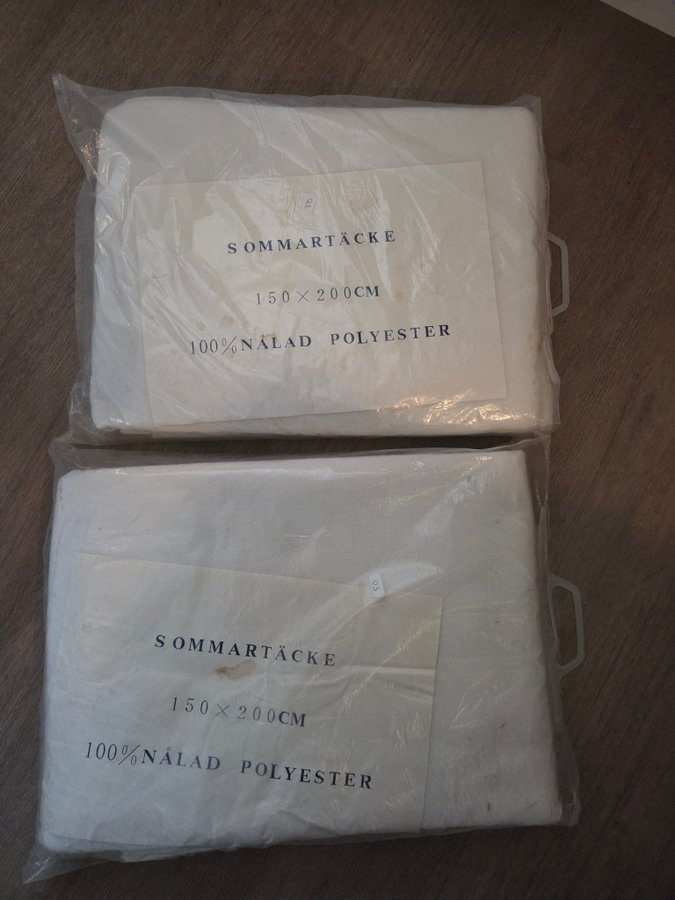 SOMMARTÄCKE
150×200CM
100% NÅLAD POLYESTER
SOMMARTÄCKE
150×200CM
100% NÅLAD POLYESTER